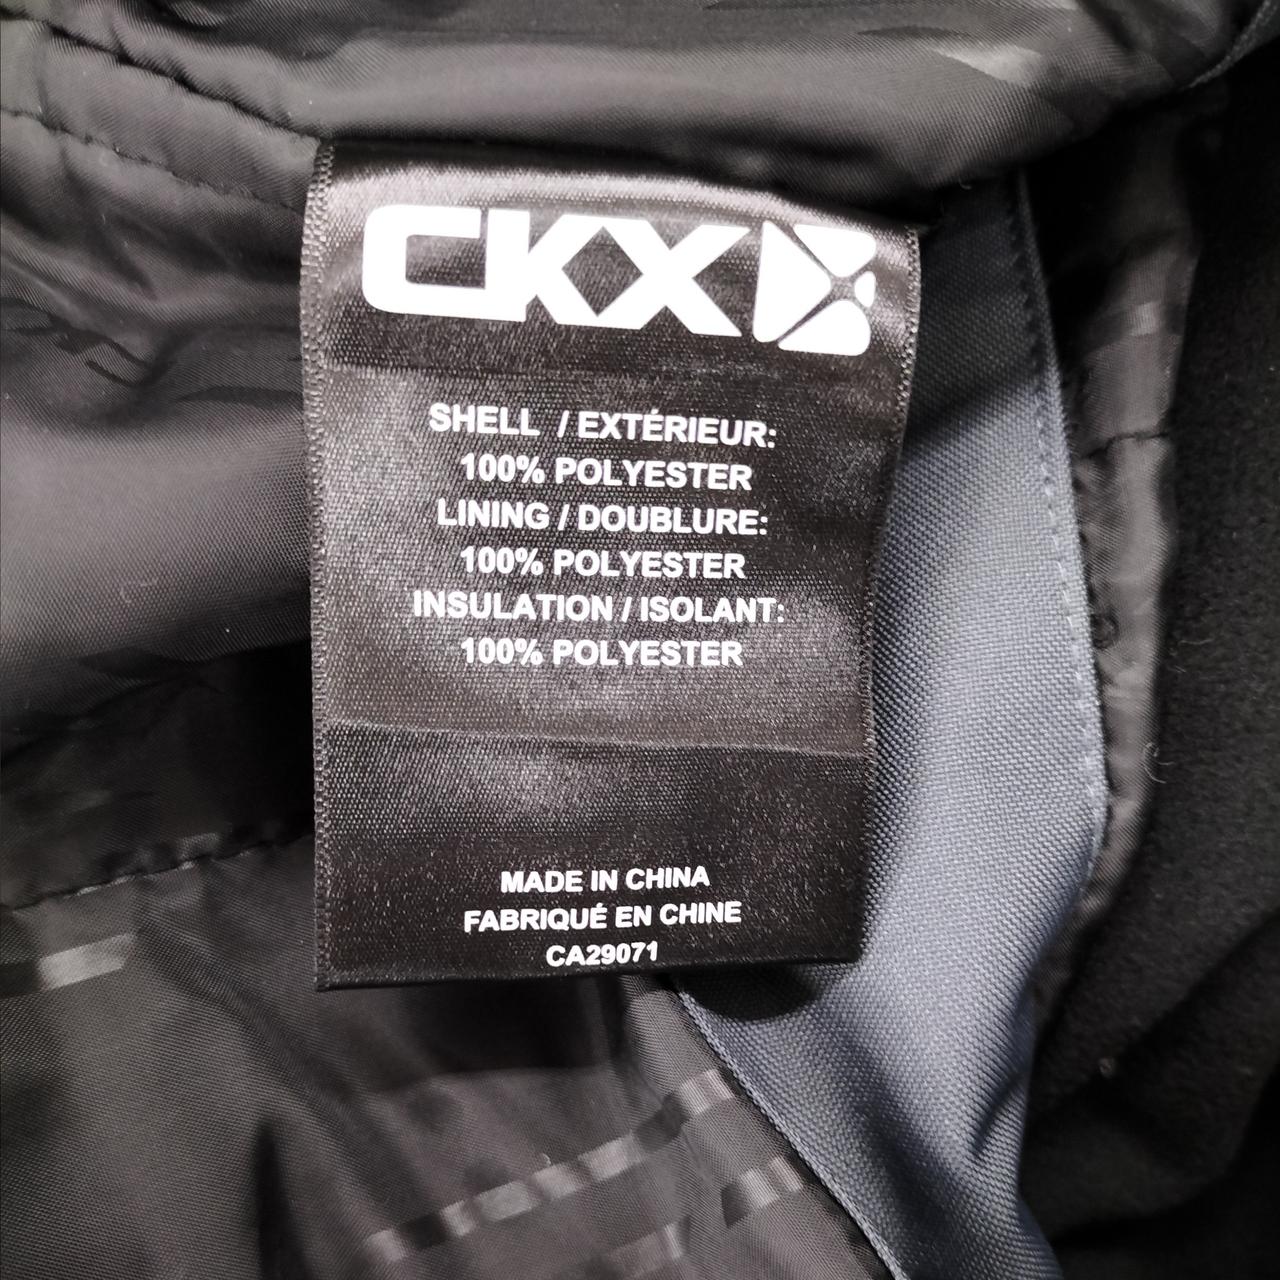 CKX
SHELL / EXTÉRIEUR:
100% POLYESTER
LINING / DOUBLURE:
100% POLYESTER
INSULATION / ISOLANT:
100% POLYESTER
MADE IN CHINA
FABRIQUÉ EN CHINE
CA29071